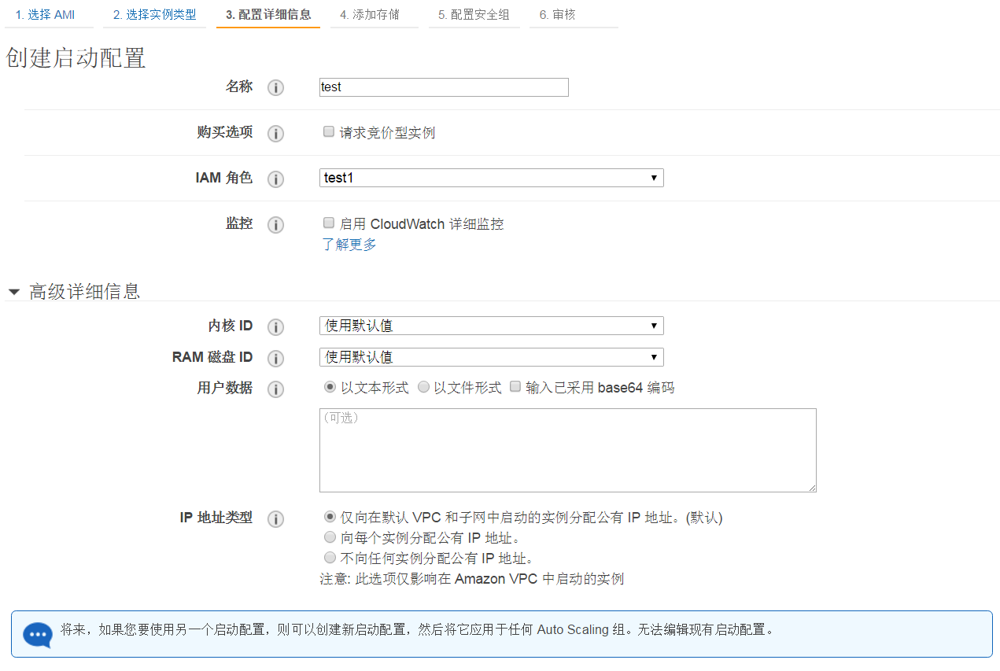 1. 选择 AMI 2. 选择实例类型 3. 配置详细信息 4. 添加存储 5. 配置安全组 6. 审核
创建启动配置
名称 i test
购买选项 i 请求竞价型实例
IAM 角色 i test1
监控 i 启用 CloudWatch 详细监控
了解更多
高级详细信息
内核 ID i 使用默认值
RAM 磁盘 ID i 使用默认值
用户数据 i 以文本形式 以文件形式 输入已采用 base64 编码
(可选)
IP 地址类型 i 仅向在默认 VPC 和子网中启动的实例分配公有 IP 地址。(默认)
向每个实例分配公有 IP 地址。
不向任何实例分配公有 IP 地址。
注意: 此选项仅影响在 Amazon VPC 中启动的实例
将来，如果您要使用另一个启动配置，则可以创建新启动配置，然后将它应用于任何 Auto Scaling 组。无法编辑现有启动配置。